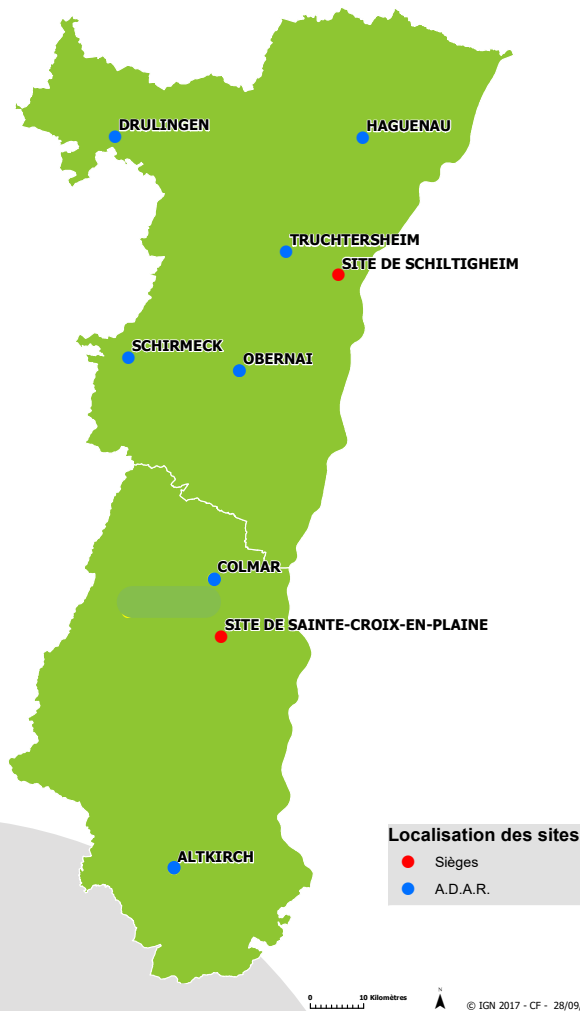 DRULINGEN
HAGUENAU
TRUCHTERSHEIM
SITE DE SCHILTIGHEIM
SCHIRMECK
OBERNAI
COLMAR
SITE DE SAINTE-CROIX-EN-PLAINE
ALTKIRCH
Localisation des sites
Sièges
A.D.A.R.
0 10 Kilomètres
N
© IGN 2017 - CF - 28/09/